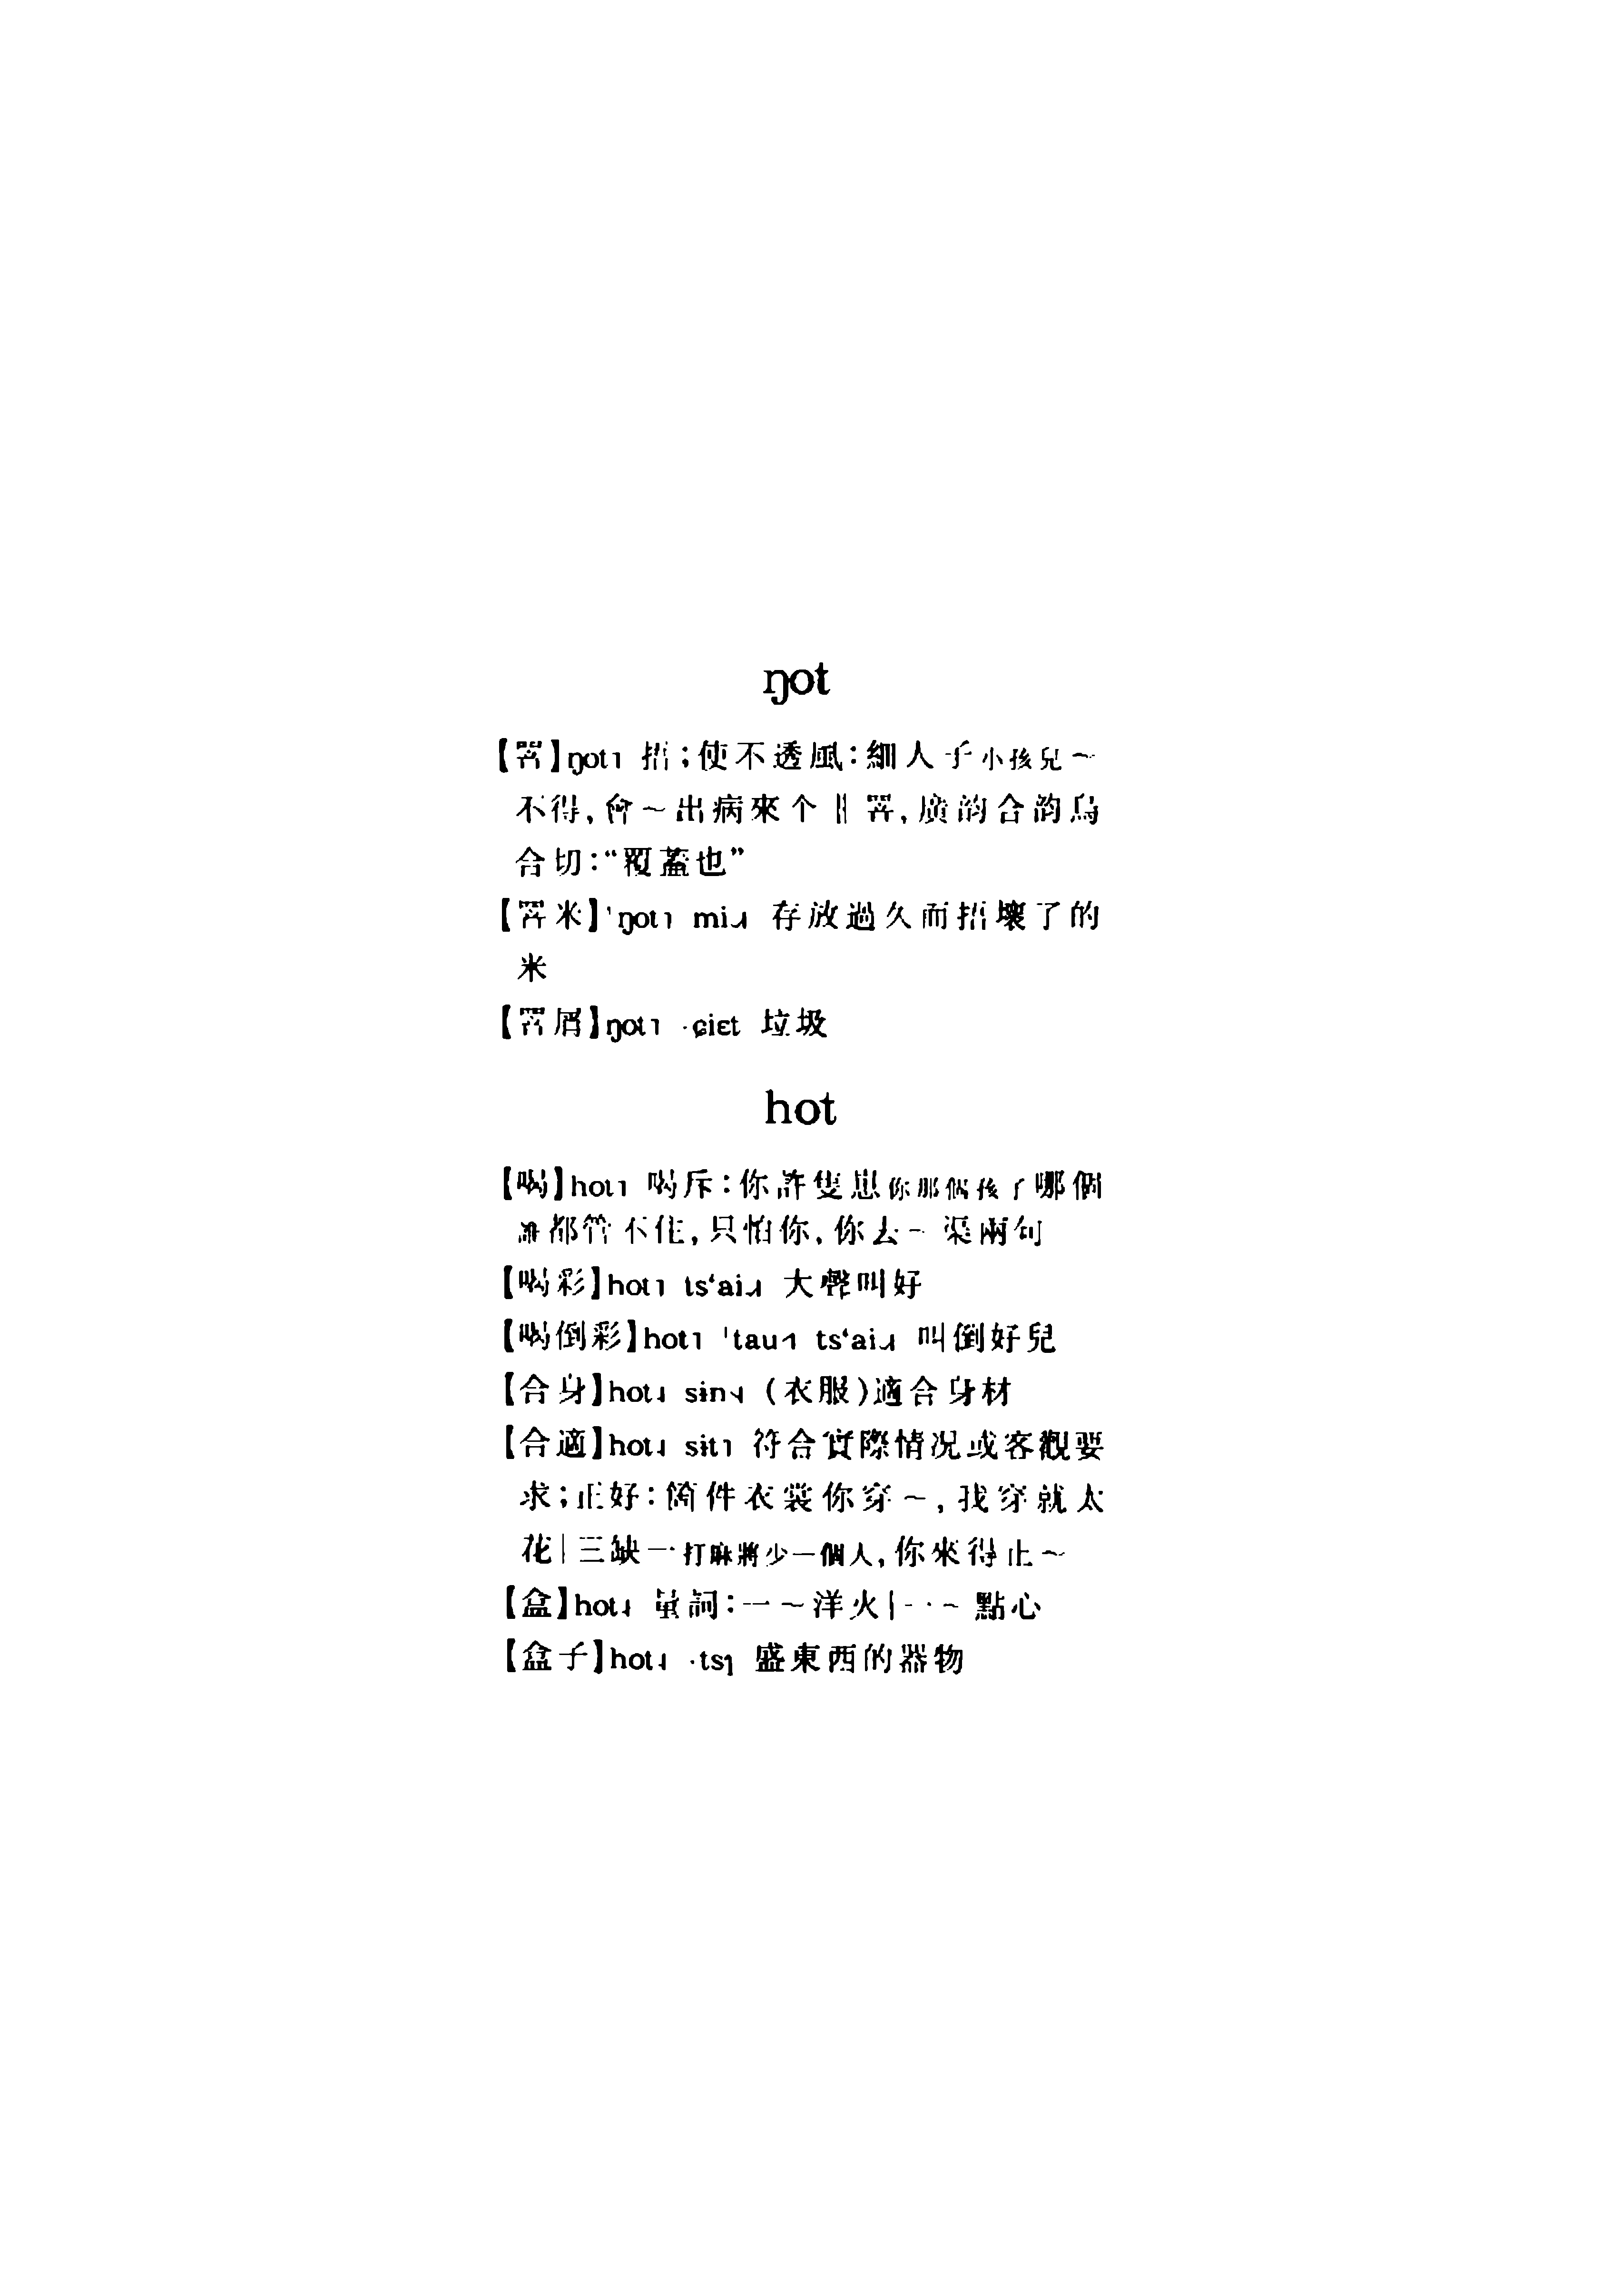 ŋot
【罯】ŋot˥ 捂；使不透風：細人子小孩兒～
不得，會～出病來个‖罯，廣韵合韵烏
合切：“覆蓋也”
【罯米】ˈŋot˥ mi˩ 存放過久而捂壞了的
米
【罯屑】ŋot˥ ·ɕiɛt 垃圾
hot
【喝】hot˥ 喝斥：你許隻崽你那個孩子哪個
誰都管不住，只怕你，你去～渠兩句
【喝彩】hot˥ tsʻai˩ 大聲叫好
【喝倒彩】hot˥ ˈtau˧ tsʻai˩ 叫倒好兒
【合身】hot˩ sin˧ （衣服）適合身材
【合適】hot˩ sit˥ 符合實際情况或客觀要
求；正好：箇件衣裳你穿～，我穿就太
花｜三缺一打麻將少一個人，你來得正～
【盒】hot˩ 量詞：一～洋火｜一～點心
【盒子】hot˩ ·tsɿ 盛東西的器物